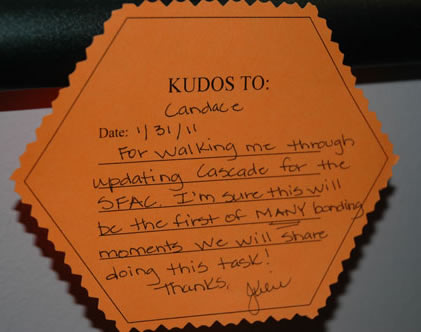 KUDOS TO:
Candace
Date: 1/31/11
For walking me through
updating Cascade for the
SFAC. I'm sure this will
be the first of MANY bonding
moments we will share
doing this task!
Thanks,